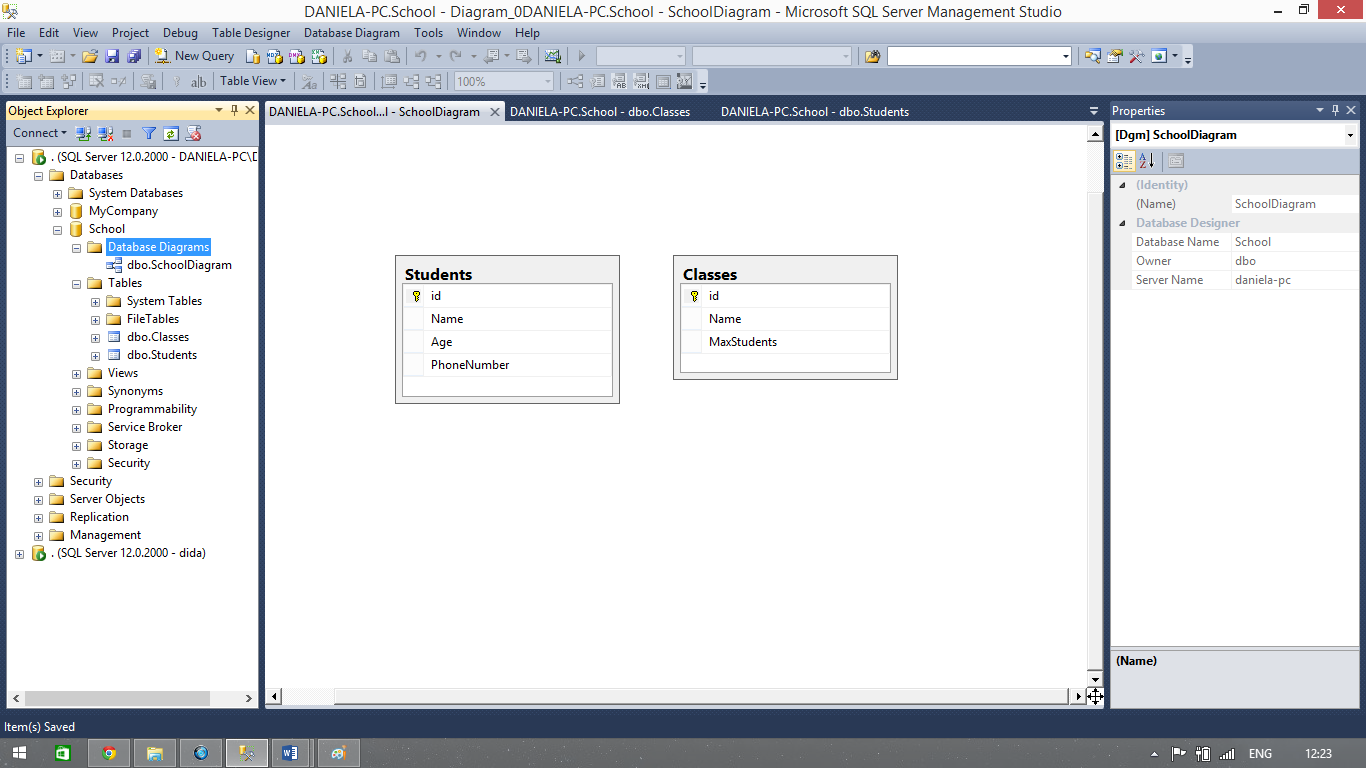 DANIELA-PC.School - Diagram_0DANIELA-PC.School - SchoolDiagram - Microsoft SQL Server Management Studio
File Edit View Project Debug Table Designer Database Diagram Tools Window Help
New Query
Table View 100%
Object Explorer
Connect
. (SQL Server 12.0.2000 - DANIELA-PC\D
Databases
System Databases
MyCompany
School
Database Diagrams
dbo.SchoolDiagram
Tables
System Tables
FileTables
dbo.Classes
dbo.Students
Views
Synonyms
Programmability
Service Broker
Storage
Security
Security
Server Objects
Replication
Management
. (SQL Server 12.0.2000 - dida)
DANIELA-PC.School...l - SchoolDiagram DANIELA-PC.School - dbo.Classes DANIELA-PC.School - dbo.Students
Students
id
Name
Age
PhoneNumber
Classes
id
Name
MaxStudents
Properties
[Dgm] SchoolDiagram
(Identity)
(Name) SchoolDiagram
Database Designer
Database Name School
Owner dbo
Server Name daniela-pc
(Name)
Item(s) Saved
ENG 12:23